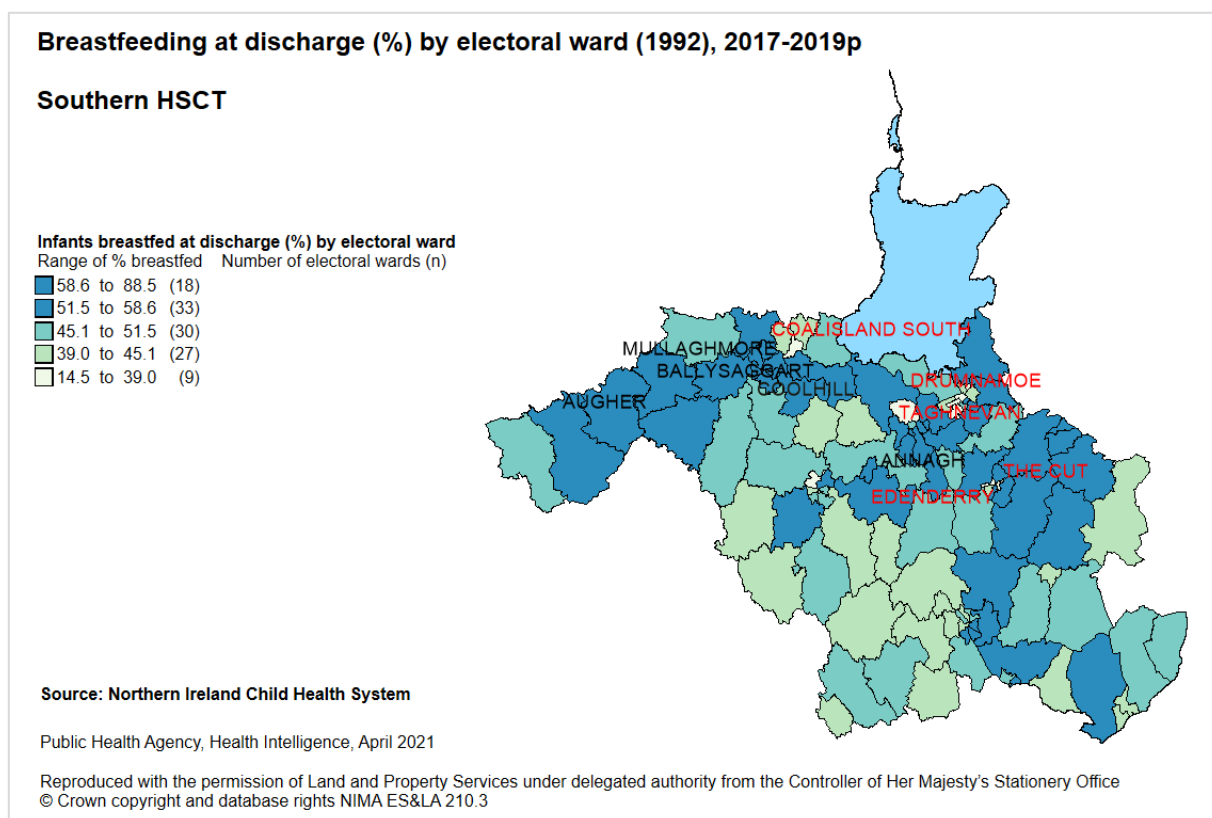 Breastfeeding at discharge (%) by electoral ward (1992), 2017-2019p
Southern HSCT
Infants breastfed at discharge (%) by electoral ward
Range of % breastfed Number of electoral wards (n)
58.6 to 88.5 (18)
51.5 to 58.6 (33)
45.1 to 51.5 (30)
39.0 to 45.1 (27)
14.5 to 39.0 (9)
COALISLAND SOUTH
MULLAGHMORE
BALLYSAGGART
COOLHILL
DRUMNAMOE
AUGHER
TAGHNEVAN
ANNAGH
THE CUT
EDENDERRY
Source: Northern Ireland Child Health System
Public Health Agency, Health Intelligence, April 2021
Reproduced with the permission of Land and Property Services under delegated authority from the Controller of Her Majesty's Stationery Office
© Crown copyright and database rights NIMA ES&LA 210.3